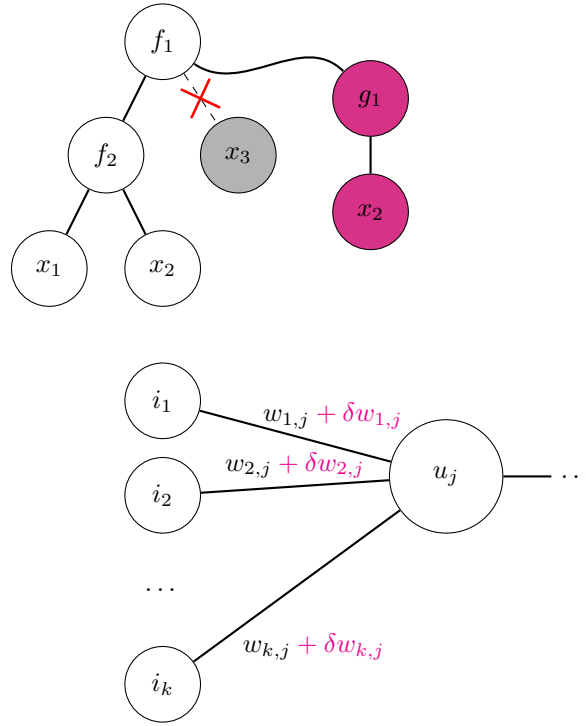 f₁
g₁
f₂
x₃
x₂
x₁
x₂
i₁
w₁,ⱼ + δw₁,ⱼ
w₂,ⱼ + δw₂,ⱼ
uⱼ
i₂
...
...
wₖ,ⱼ + δwₖ,ⱼ
iₖ